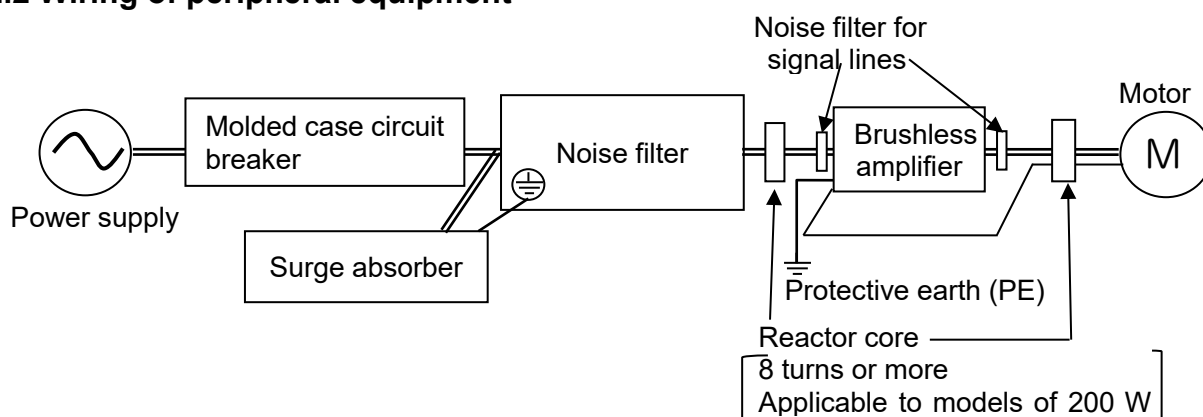 Wiring of peripheral equipment
Noise filter for
signal lines
Motor
Molded case circuit
breaker
Noise filter
Brushless
amplifier
M
Power supply
Surge absorber
Protective earth (PE)
Reactor core
8 turns or more
Applicable to models of 200 W